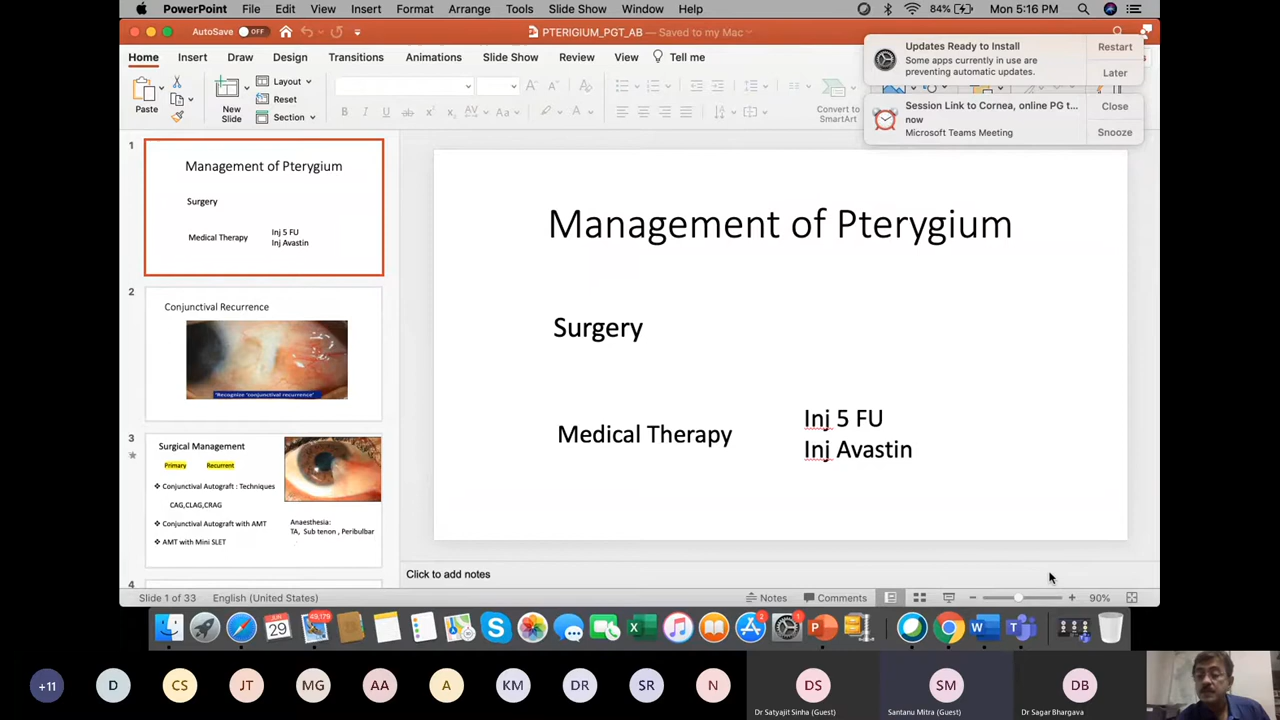 PowerPoint File Edit View Insert Format Arrange Tools Slide Show Window Help 84% Mon 5:16 PM
AutoSave OFF PTERIGIUM_PGT_AB — Saved to my Mac
Home Insert Draw Design Transitions Animations Slide Show Review View Tell me
Updates Ready to Install
Some apps currently in use are
preventing automatic updates.
Restart
Later
Session Link to Cornea, online PG t...
now
Microsoft Teams Meeting
Close
Snooze
Paste
New
Slide
Layout
Reset
Section
Convert to
SmartArt
1
Management of Pterygium
Surgery
Medical Therapy
Inj 5 FU
Inj Avastin
2
Conjunctival Recurrence
"Recognize "conjunctival recurrence"
3
Surgical Management
Primary Recurrent
❖ Conjunctival Autograft : Techniques
CAG,CLAG,CRAG
❖ Conjunctival Autograft with AMT
❖ AMT with Mini SLET
Anaesthesia:
TA, Sub tenon , Peribulbar
4
Management of Pterygium
Surgery
Medical Therapy
Inj 5 FU
Inj Avastin
Click to add notes
Slide 1 of 33 English (United States) Notes Comments 90%
JUN
29
49,179
2
1
+11 D CS JT MG AA A KM DR SR N DS SM DB
Dr Satyajit Sinha (Guest) Santanu Mitra (Guest) Dr Sagar Bhargava